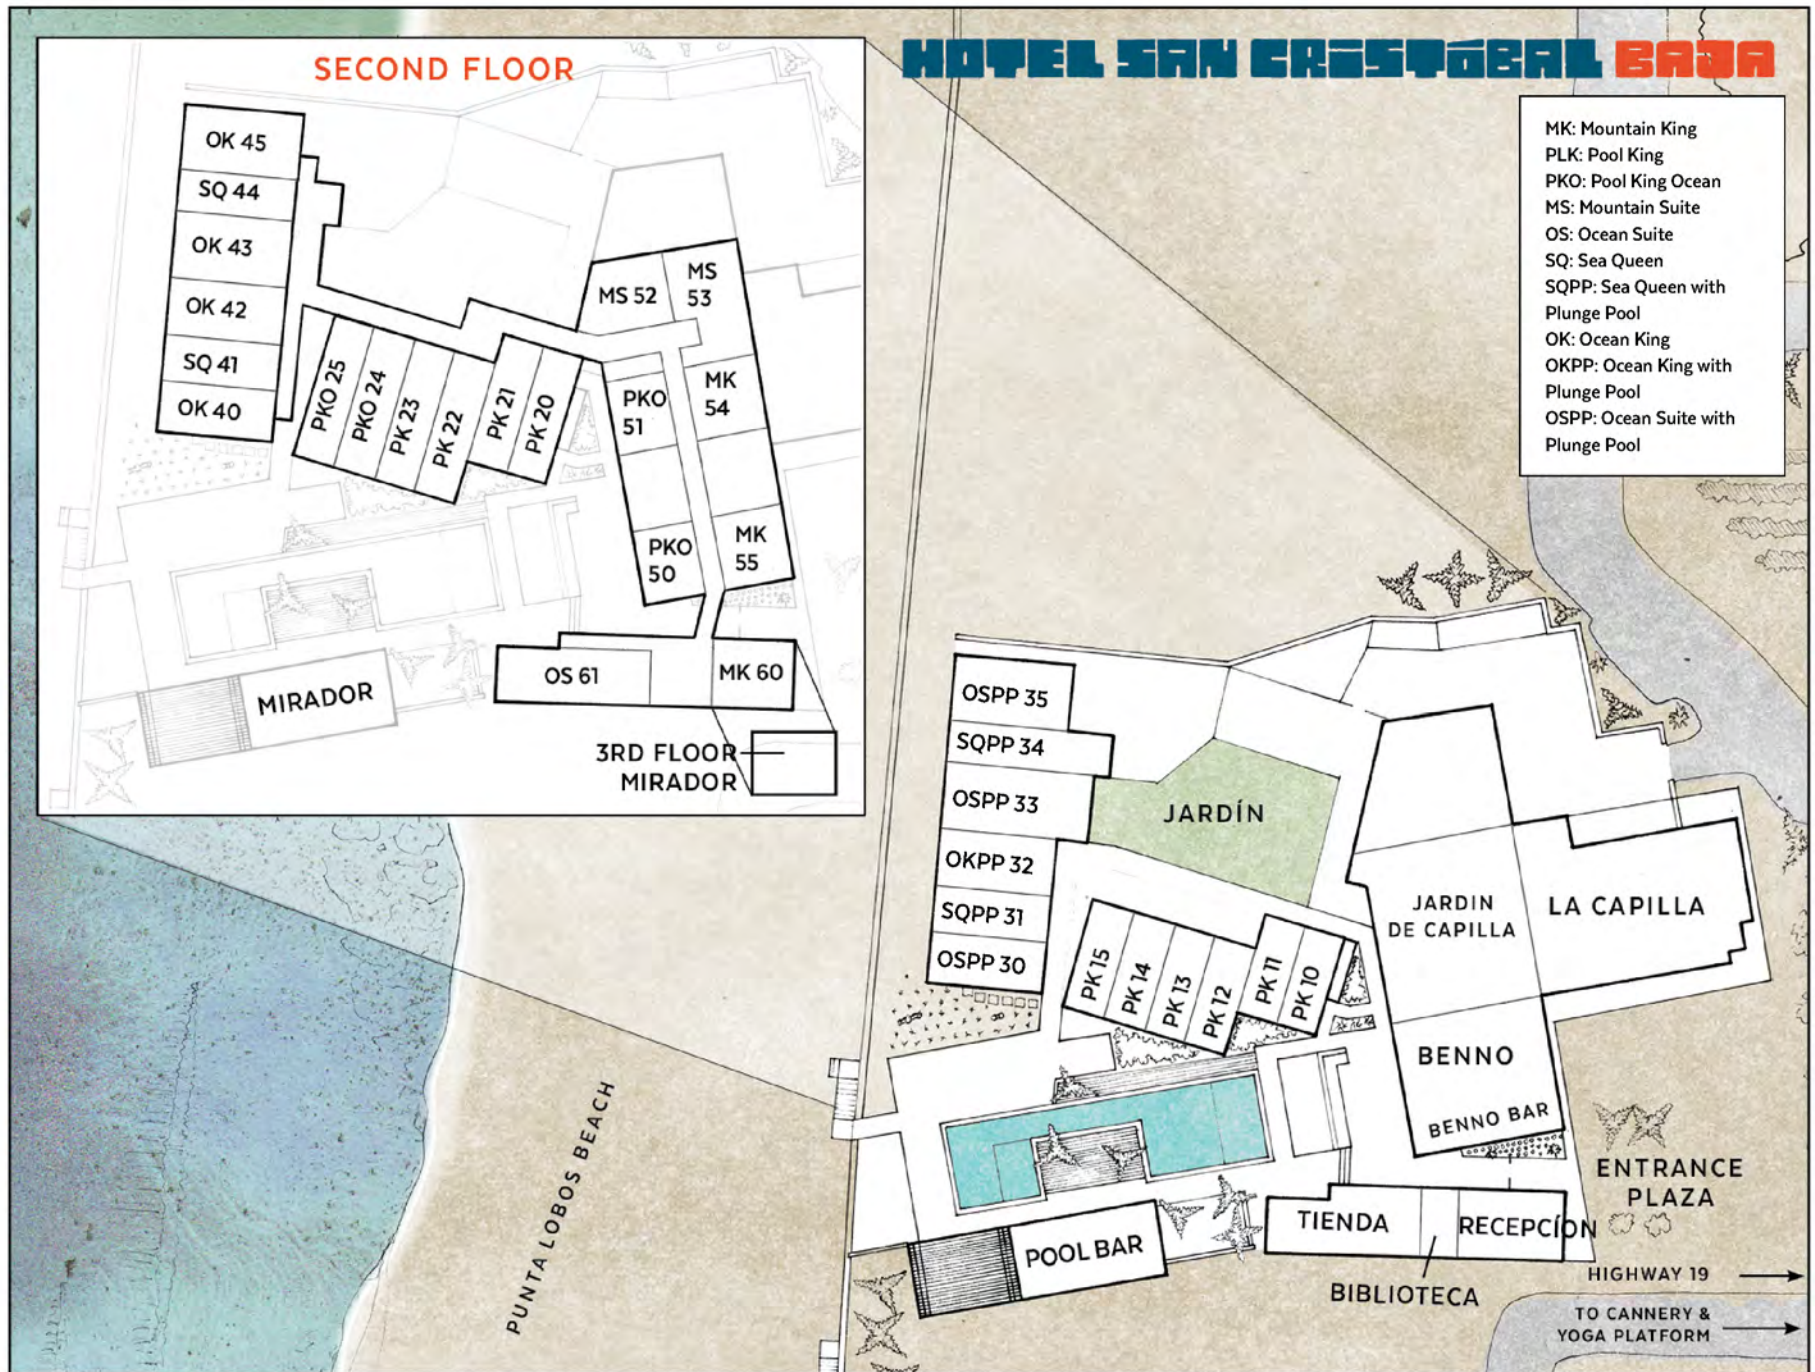 HOTEL SAN CRISTÓBAL BAJA
SECOND FLOOR
OK 45
SQ 44
OK 43
OK 42
SQ 41
OK 40
PKO 25
PKO 24
PK 23
PK 22
PK 21
PK 20
MS 52
MS
53
PKO
51
MK
54
PKO
50
MK
55
OS 61
MK 60
MIRADOR
3RD FLOOR
MIRADOR
MK: Mountain King
PLK: Pool King
PKO: Pool King Ocean
MS: Mountain Suite
OS: Ocean Suite
SQ: Sea Queen
SQPP: Sea Queen with
Plunge Pool
OK: Ocean King
OKPP: Ocean King with
Plunge Pool
OSPP: Ocean Suite with
Plunge Pool
OSPP 35
SQPP 34
OSPP 33
OKPP 32
SQPP 31
OSPP 30
JARDÍN
PK 15
PK 14
PK 13
PK 12
PK 11
PK 10
JARDIN
DE CAPILLA
LA CAPILLA
BENNO
BENNO BAR
ENTRANCE
PLAZA
TIENDA
RECEPCÍON
BIBLIOTECA
POOL BAR
PUNTA LOBOS BEACH
HIGHWAY 19
TO CANNERY &
YOGA PLATFORM